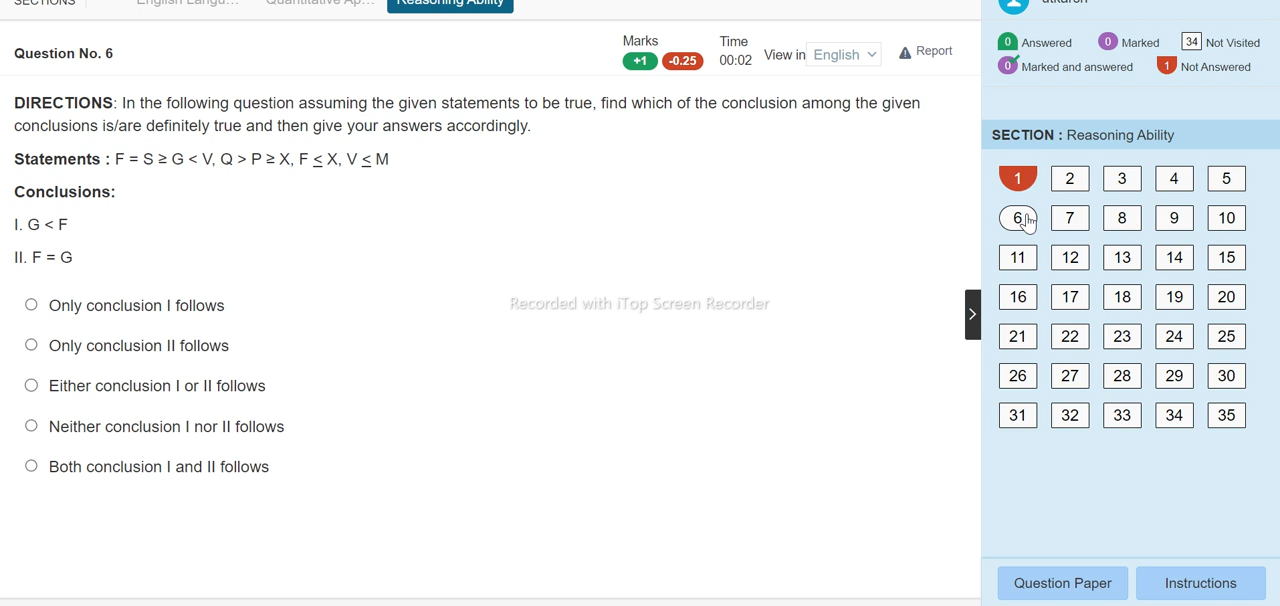 SECTIONS English Langu... Quantitative Ap... Reasoning Ability
Question No. 6
Marks
+1 -0.25
Time
00:02
View in English
Report
DIRECTIONS: In the following question assuming the given statements to be true, find which of the conclusion among the given
conclusions is/are definitely true and then give your answers accordingly.
Statements : F = S ≥ G < V, Q > P ≥ X, F ≤ X, V ≤ M
Conclusions:
I. G < F
II. F = G
Only conclusion I follows
Only conclusion II follows
Either conclusion I or II follows
Neither conclusion I nor II follows
Both conclusion I and II follows
Recorded with iTop Screen Recorder
0 Answered 0 Marked 34 Not Visited
0 Marked and answered 1 Not Answered
SECTION : Reasoning Ability
1 2 3 4 5
6 7 8 9 10
11 12 13 14 15
16 17 18 19 20
21 22 23 24 25
26 27 28 29 30
31 32 33 34 35
Question Paper Instructions